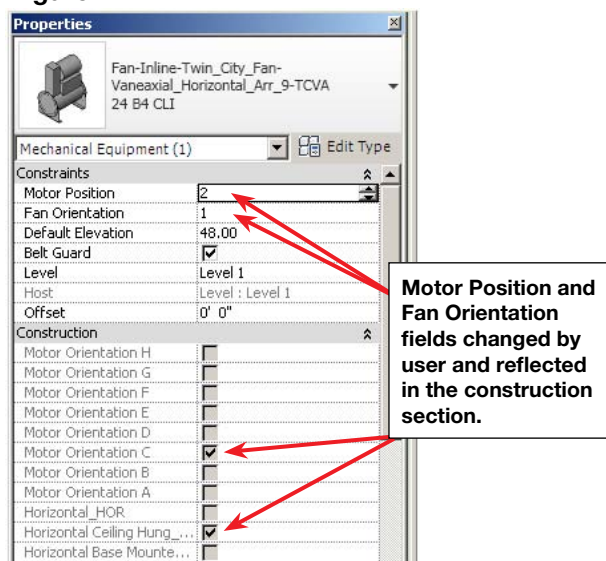 Properties
Fan-Inline-Twin_City_Fan-
Vaneaxial_Horizontal_Arr_9-TCVA
24 B4 CLI
Mechanical Equipment (1)
Edit Type
Constraints
Motor Position 2
Fan Orientation 1
Default Elevation 48.00
Belt Guard
Level Level 1
Host Level : Level 1
Offset 0' 0"
Construction
Motor Orientation H
Motor Orientation G
Motor Orientation F
Motor Orientation E
Motor Orientation D
Motor Orientation C
Motor Orientation B
Motor Orientation A
Horizontal_HOR
Horizontal Ceiling Hung_...
Horizontal Base Mounte...
Motor Position and
Fan Orientation
fields changed by
user and reflected
in the construction
section.